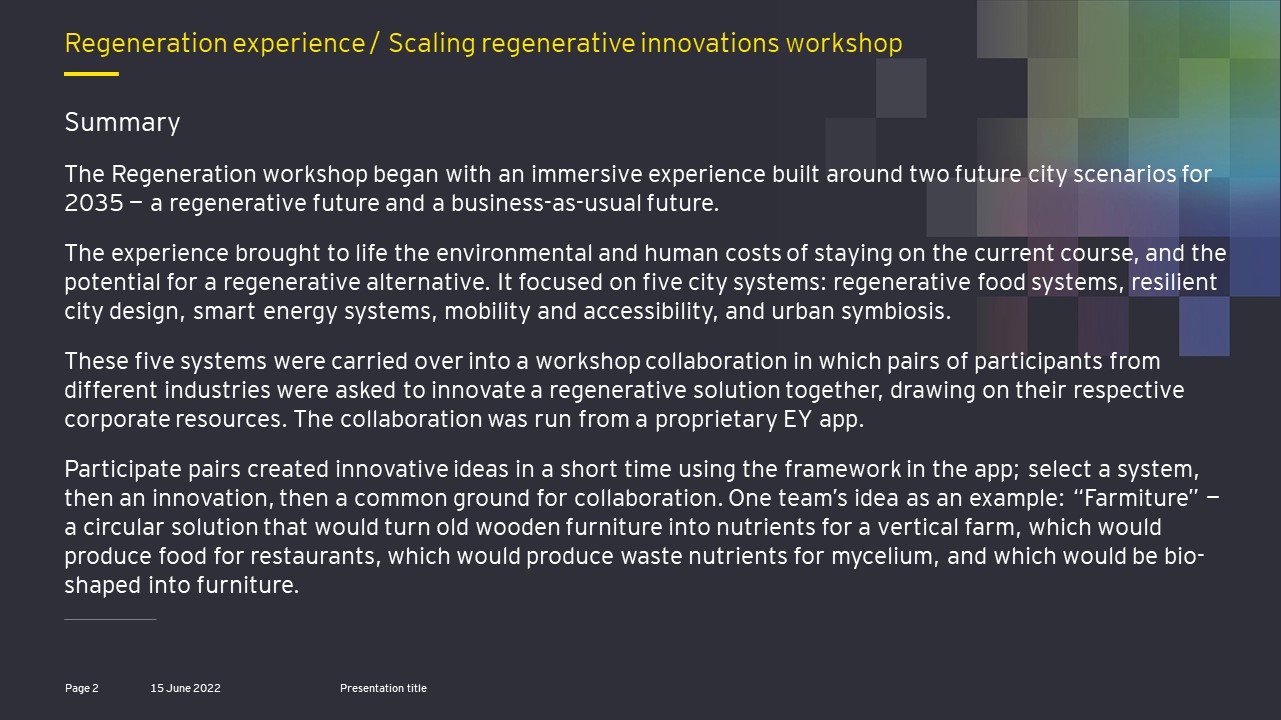 Regeneration experience / Scaling regenerative innovations workshop
Summary
The Regeneration workshop began with an immersive experience built around two future city scenarios for
2035 – a regenerative future and a business-as-usual future.
The experience brought to life the environmental and human costs of staying on the current course, and the
potential for a regenerative alternative. It focused on five city systems: regenerative food systems, resilient
city design, smart energy systems, mobility and accessibility, and urban symbiosis.
These five systems were carried over into a workshop collaboration in which pairs of participants from
different industries were asked to innovate a regenerative solution together, drawing on their respective
corporate resources. The collaboration was run from a proprietary EY app.
Participate pairs created innovative ideas in a short time using the framework in the app; select a system,
then an innovation, then a common ground for collaboration. One team’s idea as an example: “Farmiture” –
a circular solution that would turn old wooden furniture into nutrients for a vertical farm, which would
produce food for restaurants, which would produce waste nutrients for mycelium, and which would be bio-
shaped into furniture.
Page 2 15 June 2022 Presentation title